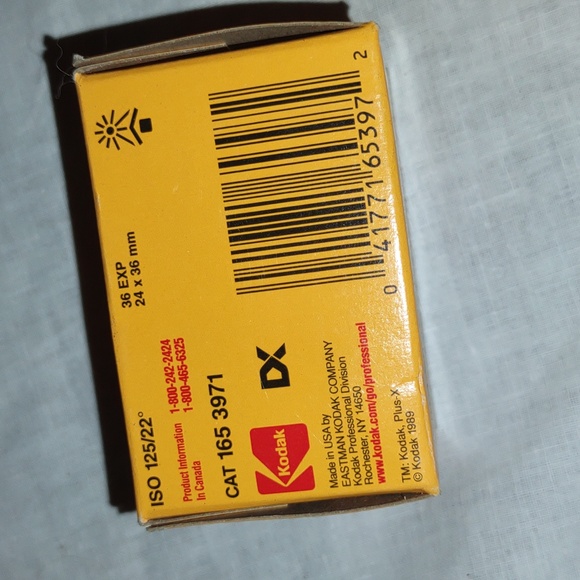 ISO 125/22°
36 EXP
24 x 36 mm
Product Information 1-800-242-2424
In Canada 1-800-465-6325
CAT 165 3971
DX
Kodak
Made in USA by
EASTMAN KODAK COMPANY
Kodak Professional Division
Rochester, NY 14650
www.kodak.com/go/professional
TM: Kodak, Plus-X
© Kodak 1989
0 41771 65397 2